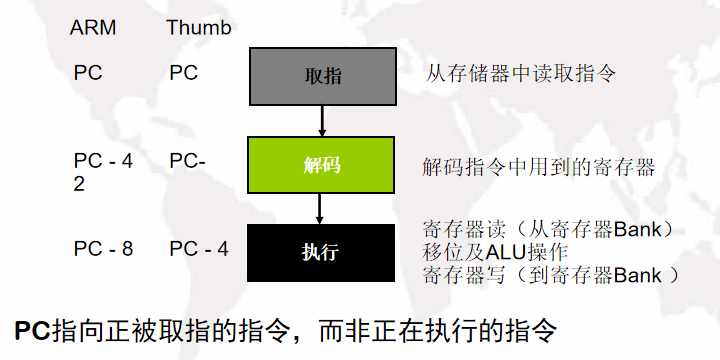 ARM Thumb
PC PC 取指 从存储器中读取指令
PC - 4 PC- 解码 解码指令中用到的寄存器
2
PC - 8 PC - 4 执行 寄存器读（从寄存器Bank）
移位及ALU操作
寄存器写（到寄存器Bank ）
PC指向正被取指的指令，而非正在执行的指令